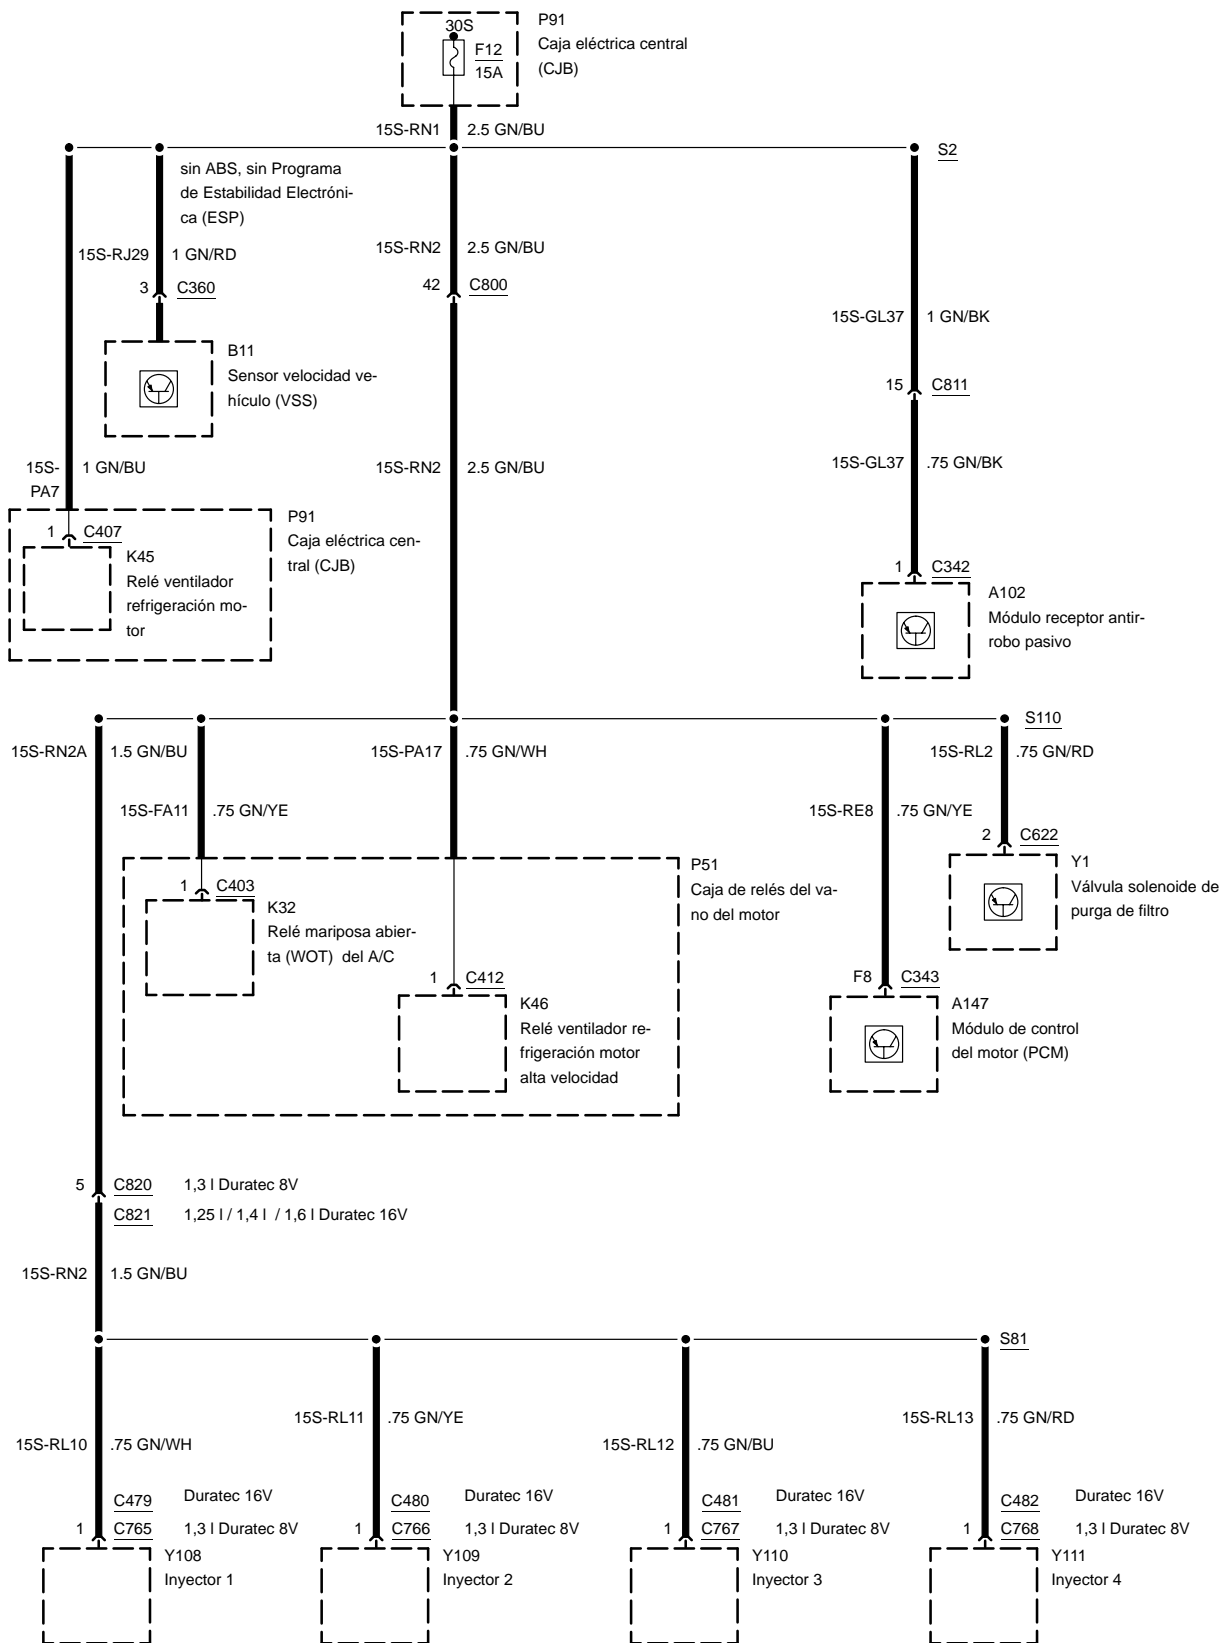 30S
F12
15A
P91
Caja eléctrica central
(CJB)
15S-RN1
2.5 GN/BU
S2
sin ABS, sin Programa
de Estabilidad Electróni-
ca (ESP)
15S-RJ29
1 GN/RD
3
C360
B11
Sensor velocidad ve-
hículo (VSS)
15S-RN2
2.5 GN/BU
42
C800
15S-GL37
1 GN/BK
15
C811
15S-
PA7
1 GN/BU
15S-RN2
2.5 GN/BU
15S-GL37
.75 GN/BK
P91
Caja eléctrica cen-
tral (CJB)
1
C407
K45
Relé ventilador
refrigeración mo-
tor
1
C342
A102
Módulo receptor antir-
robo pasivo
S110
15S-RN2A
1.5 GN/BU
15S-PA17
.75 GN/WH
15S-RL2
.75 GN/RD
15S-FA11
.75 GN/YE
15S-RE8
.75 GN/YE
2
C622
Y1
Válvula solenoide de
purga de filtro
P51
Caja de relés del va-
no del motor
1
C403
K32
Relé mariposa abier-
ta (WOT) del A/C
1
C412
K46
Relé ventilador re-
frigeración motor
alta velocidad
F8
C343
A147
Módulo de control
del motor (PCM)
5
C820
1,3 l Duratec 8V
C821
1,25 l / 1,4 l / 1,6 l Duratec 16V
15S-RN2
1.5 GN/BU
S81
15S-RL10
.75 GN/WH
15S-RL11
.75 GN/YE
15S-RL12
.75 GN/BU
15S-RL13
.75 GN/RD
C479
Duratec 16V
1
C765
1,3 l Duratec 8V
Y108
Inyector 1
C480
Duratec 16V
1
C766
1,3 l Duratec 8V
Y109
Inyector 2
C481
Duratec 16V
1
C767
1,3 l Duratec 8V
Y110
Inyector 3
C482
Duratec 16V
1
C768
1,3 l Duratec 8V
Y111
Inyector 4